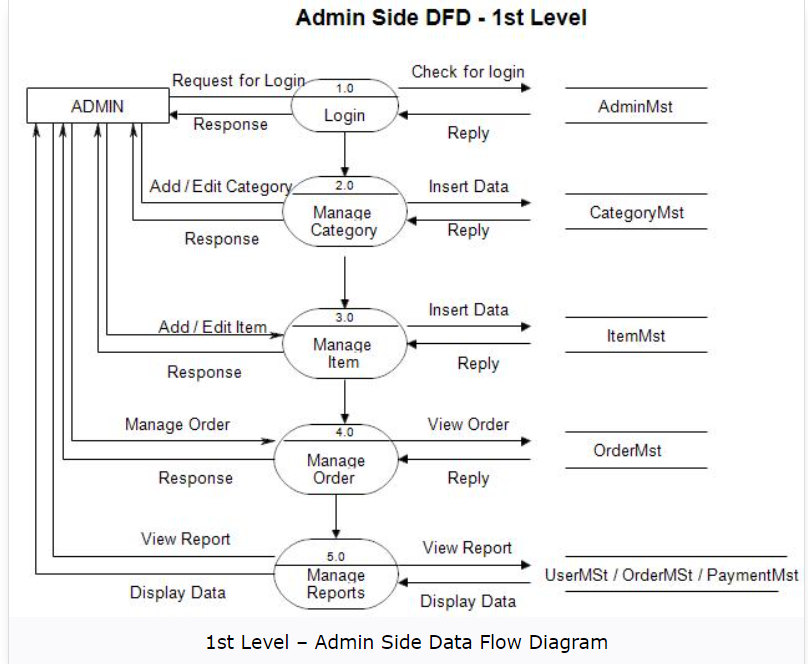 Admin Side DFD - 1st Level
Request for Login
1.0
Check for login
ADMIN
Login
AdminMst
Response
Reply
Add / Edit Category
2.0
Insert Data
Manage
Category
CategoryMst
Response
Reply
Add / Edit Item
3.0
Insert Data
Manage
Item
ItemMst
Response
Reply
Manage Order
4.0
View Order
Manage
Order
OrderMst
Response
Reply
View Report
5.0
View Report
Manage
Reports
UserMSt / OrderMSt / PaymentMst
Display Data
Display Data
1st Level – Admin Side Data Flow Diagram